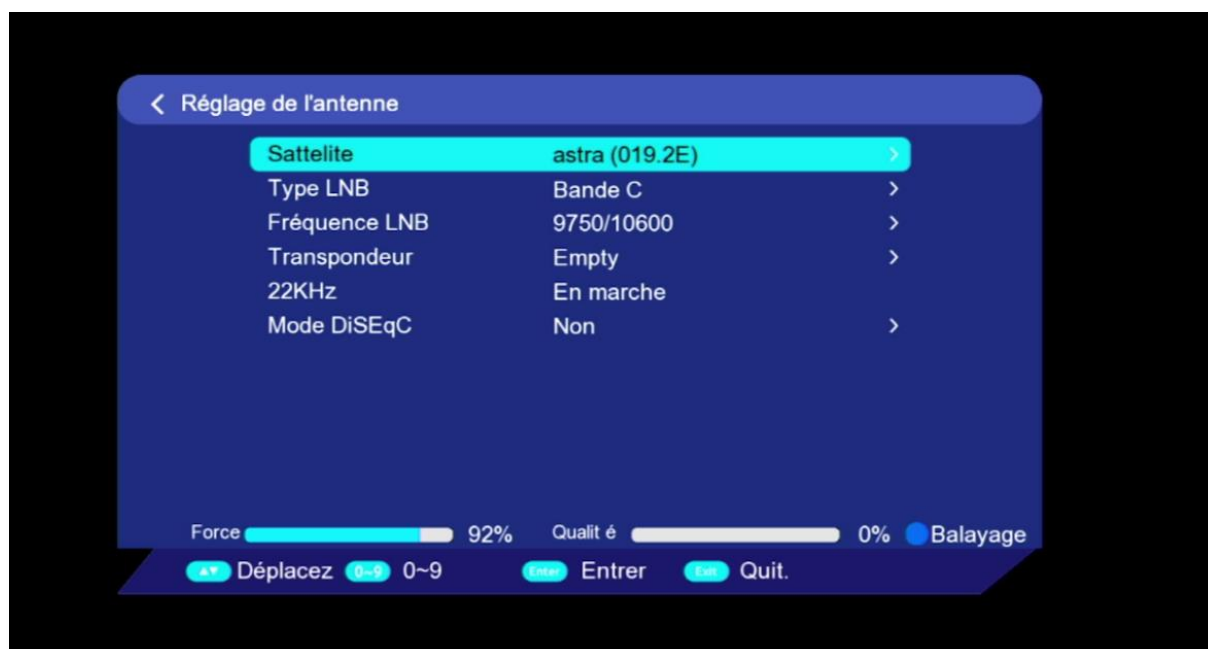 Réglage de l'antenne
Sattelite astra (019.2E)
Type LNB Bande C
Fréquence LNB 9750/10600
Transpondeur Empty
22KHz En marche
Mode DiSEqC Non
Force 92% Qualit é 0% Balayage
Déplacez 0~9 0~9 Enter Entrer Exit Quit.